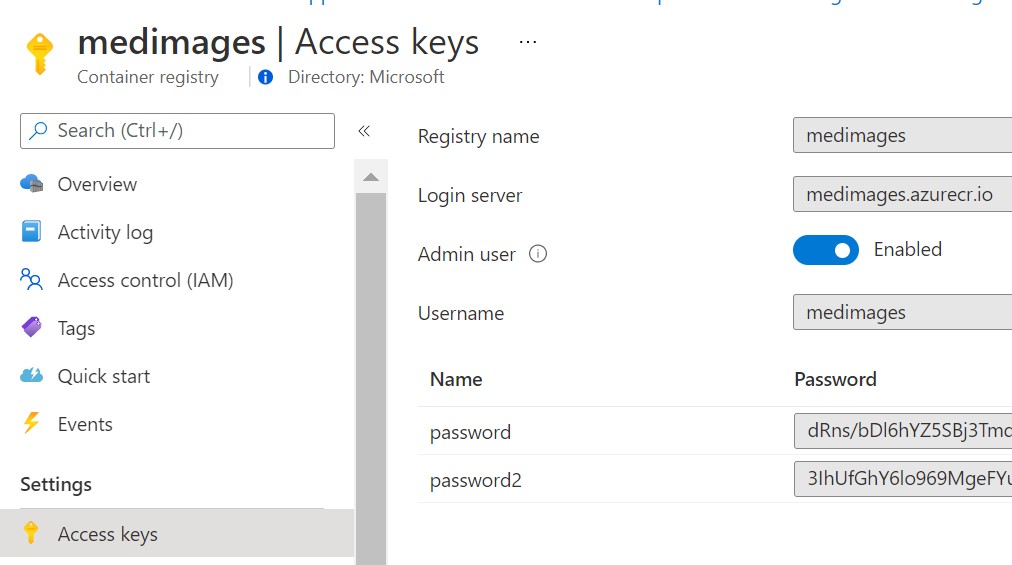 medimages | Access keys ...
Container registry
Directory: Microsoft
Search (Ctrl+/)
«
Overview
Activity log
Access control (IAM)
Tags
Quick start
Events
Settings
Access keys
Registry name
medimages
Login server
medimages.azurecr.io
Admin user
Enabled
Username
medimages
Name
Password
password
dRns/bDl6hYZ5SBj3Tmd
password2
3IhUfGhY6lo969MgeFYu